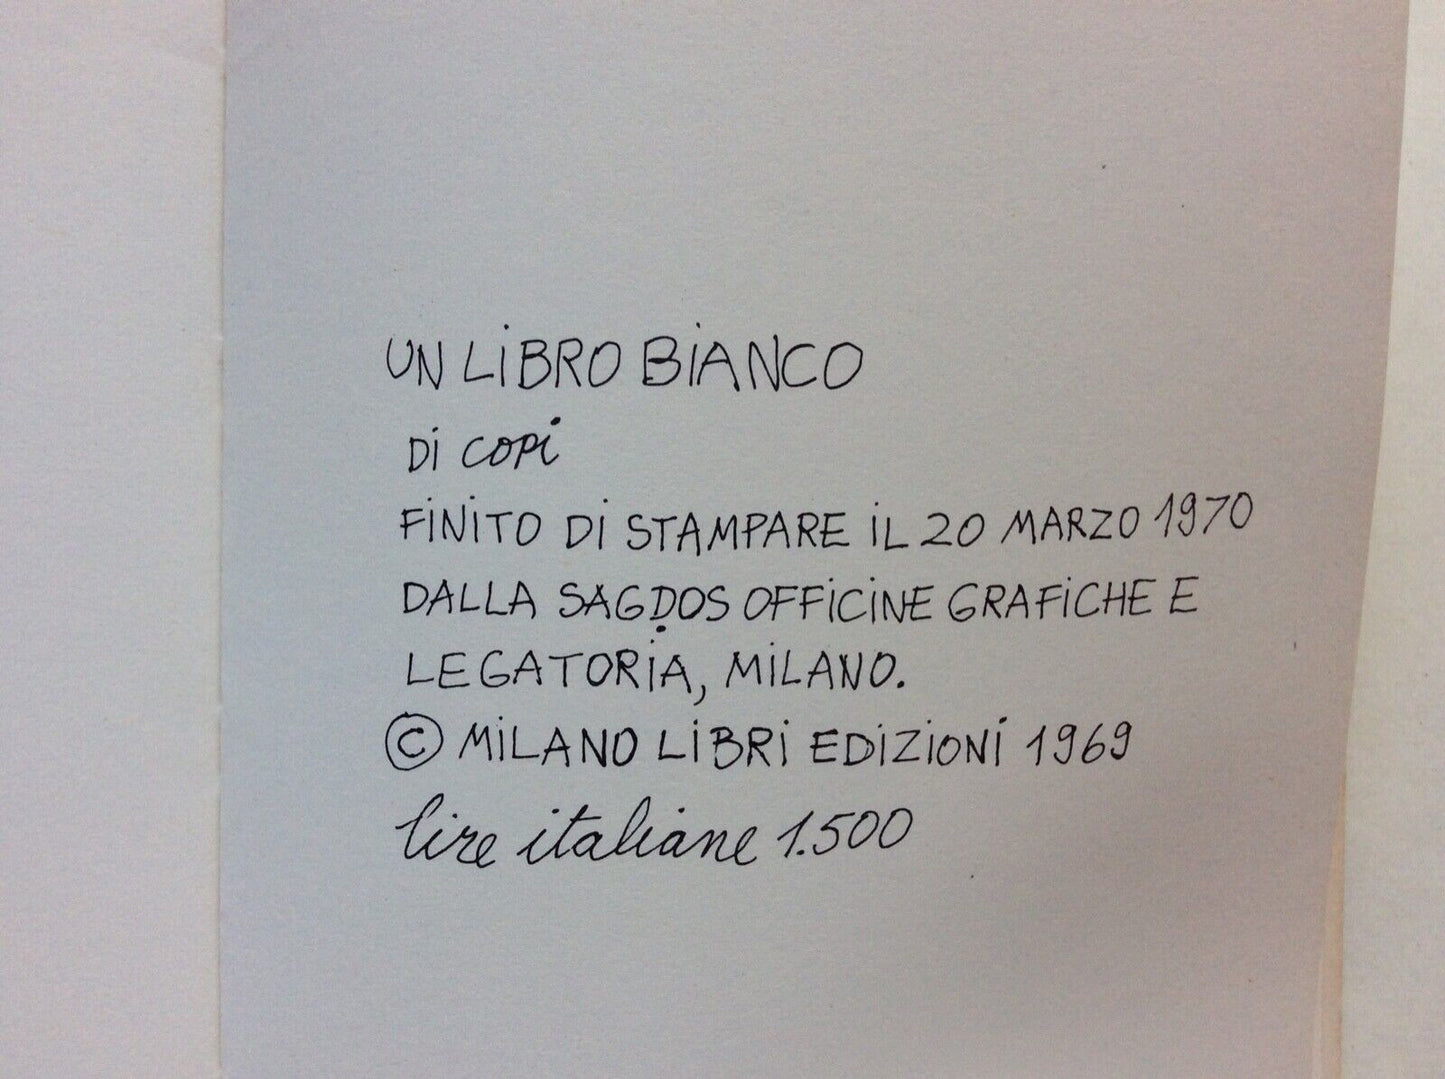 UN LiBRO BiANCO
Di copi
FiNiTO Di STAMPARE iL 20 MARZO 1970
DALLA SAGDOS OFFiCiNE GRAFiCHE E
LEGATORiA, MiLANO.
© MiLANO LiBRi EDiZiONi 1969
lire italiane 1.500